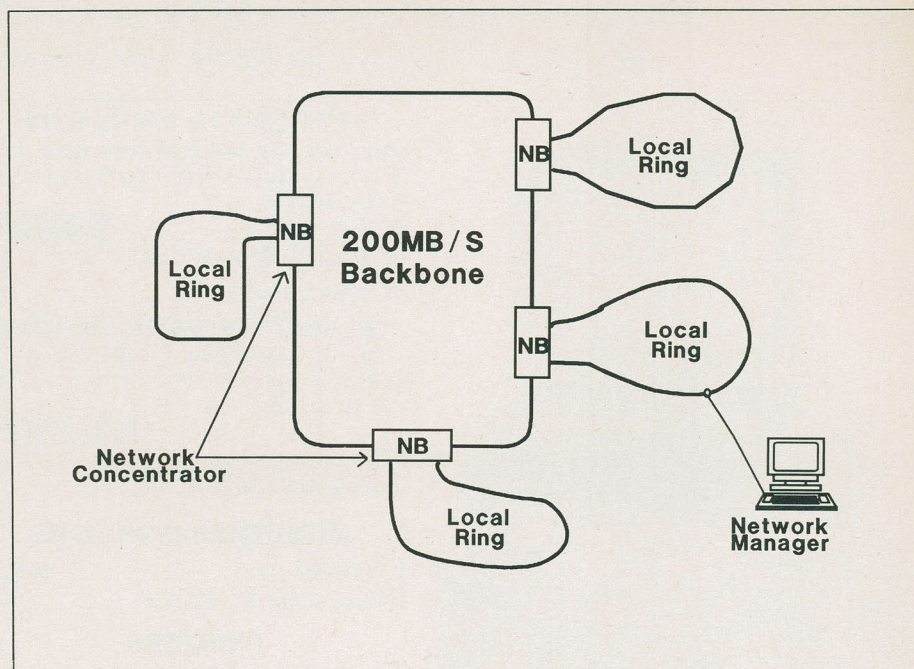 NB
Local
Ring
NB
200MB/S
Backbone
Local
Ring
NB
Local
Ring
NB
Network
Concentrator
Local
Ring
Network
Manager